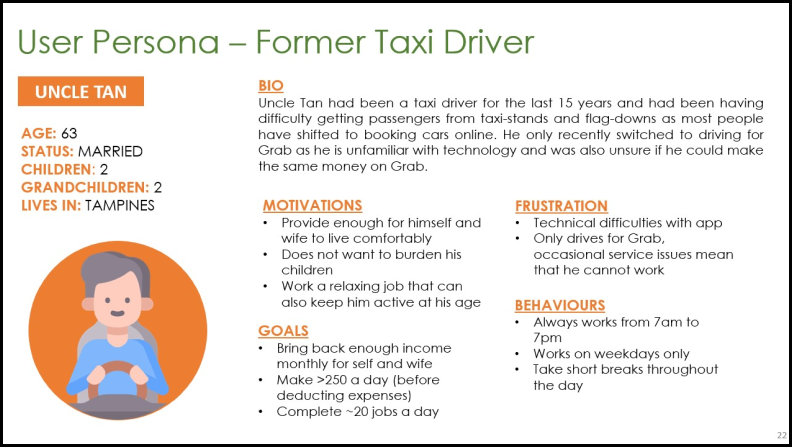 User Persona – Former Taxi Driver
UNCLE TAN
AGE: 63
STATUS: MARRIED
CHILDREN: 2
GRANDCHILDREN: 2
LIVES IN: TAMPINES
BIO
Uncle Tan had been a taxi driver for the last 15 years and had been having
difficulty getting passengers from taxi-stands and flag-downs as most people
have shifted to booking cars online. He only recently switched to driving for
Grab as he is unfamiliar with technology and was also unsure if he could make
the same money on Grab.
MOTIVATIONS
• Provide enough for himself and
wife to live comfortably
• Does not want to burden his
children
• Work a relaxing job that can
also keep him active at his age
GOALS
• Bring back enough income
monthly for self and wife
• Make >250 a day (before
deducting expenses)
• Complete ~20 jobs a day
FRUSTRATION
• Technical difficulties with app
• Only drives for Grab,
occasional service issues mean
that he cannot work
BEHAVIOURS
• Always works from 7am to
7pm
• Works on weekdays only
• Take short breaks throughout
the day
22